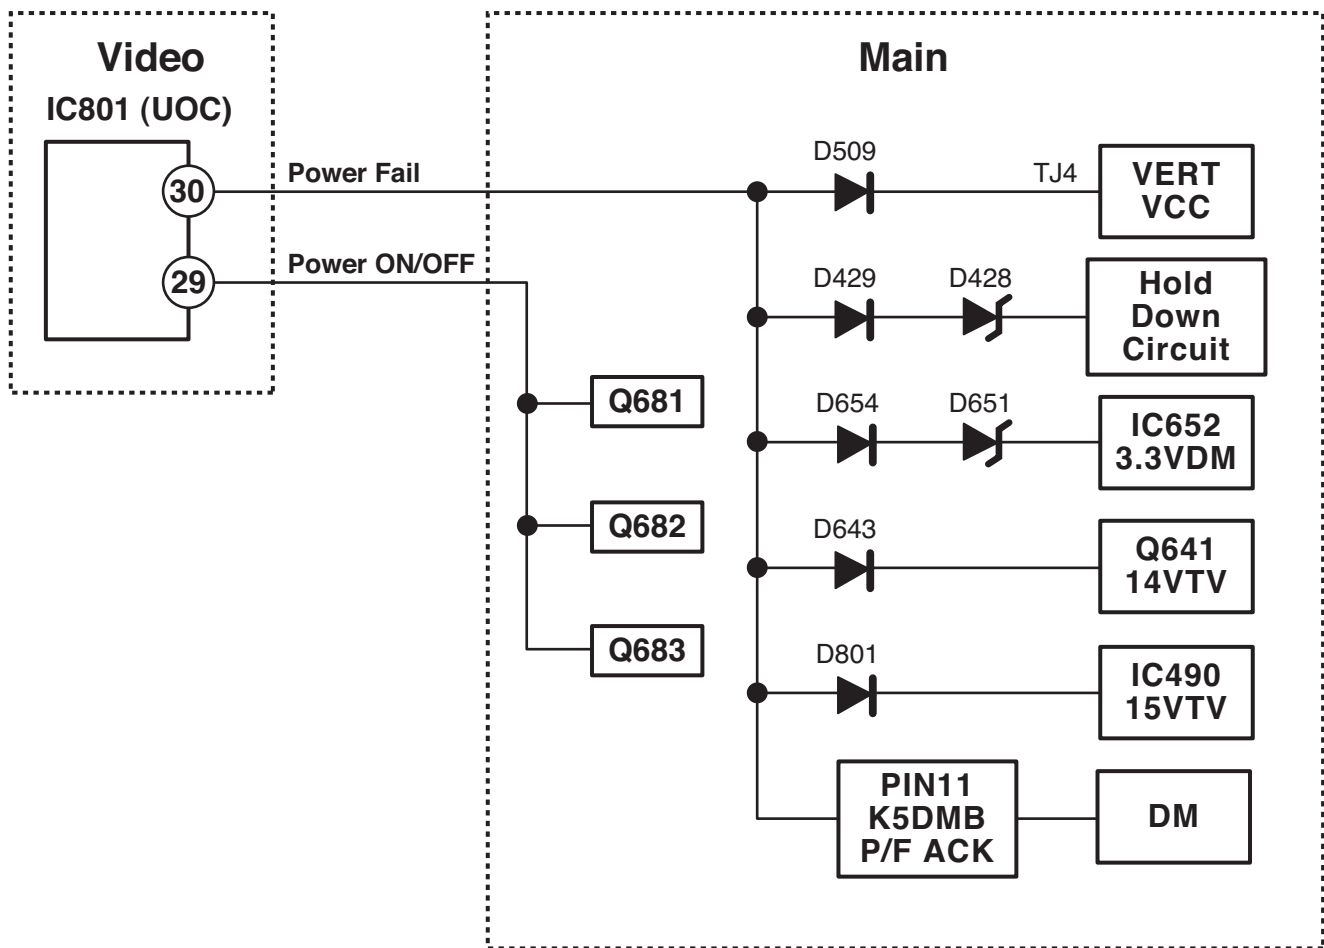 Video
IC801 (UOC)
30
Power Fail
29
Power ON/OFF
Main
D509
TJ4
VERT
VCC
D429
D428
Hold
Down
Circuit
Q681
D654
D651
IC652
3.3VDM
Q682
D643
Q641
14VTV
Q683
D801
IC490
15VTV
PIN11
K5DMB
P/F ACK
DM